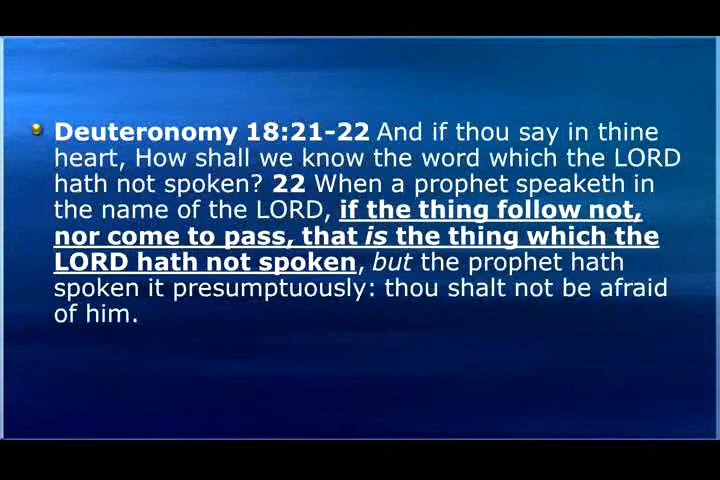 Deuteronomy 18:21-22 And if thou say in thine
heart, How shall we know the word which the LORD
hath not spoken? 22 When a prophet speaketh in
the name of the LORD, if the thing follow not,
nor come to pass, that is the thing which the
LORD hath not spoken, but the prophet hath
spoken it presumptuously: thou shalt not be afraid
of him.